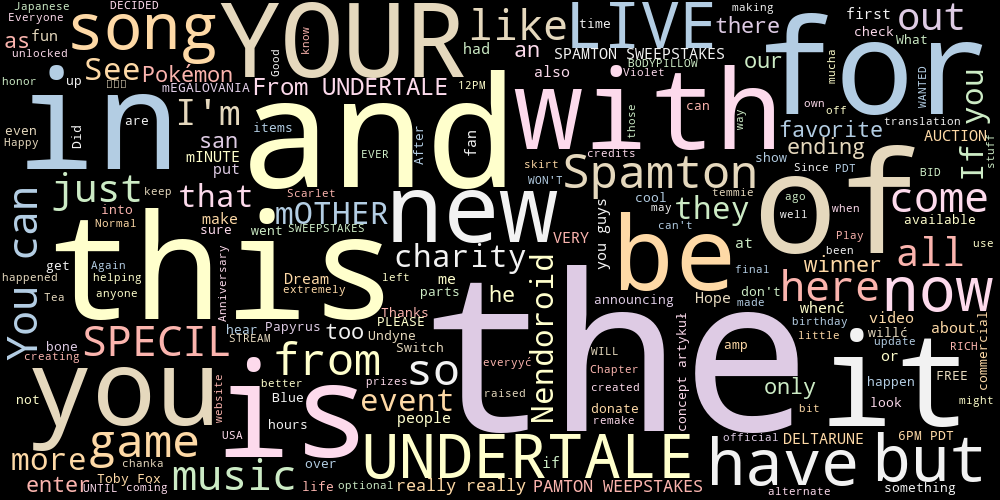 Japanese
Everyone
DECIDED
song
YOUR
know
Good
like
LIVE
time
making
there
first
check
out
What
as
fun
unlocked
See
Pokémon
had
an
SPAMTON SWEEPSTAKES
BODYPILLOW
our
mucha
for
honor
up
mEGALOVANIA
From UNDERTALE
12PM
also
Violet
WANTED
If you
in
Did
are
I'm
items
and
with
can
those
way
own
off
translation
AUCTION
stuff
even
Happy
san
mINUTE
put
EVER
After
fan
skirt
WON'T
credits
Spamton
show
favorite
ending
Since
PDT
of
BID
You can
just
keep
that
Scarlet
SWEEPSTAKES
mOTHER
new
cool
may
temmie
they
ago
well
when
come
available
into
Normal
make
sure
went
VERY
you guys
be
can't
at
Play
been
all
use
this
charity
final
winner
happened
get
Again
helping
anyone
Tea
Anniversary
Dream
extremely
left
me
parts
he
Nendoroid
announcing
Hope
don't
made
here
now
whenć
SPECIL
bone
creating
hear
STREAM
Papyrus
too
Thanks
PLEASE
Undyne
Switch
the
concept artykuł
amp
birthday
little
video
willć
update
or
about
RICH
commercial
you
not
from
so
everyyć
WILL
Chapter
created
it
FREE
website
is
better
Blue
prizes
event
raised
donate
remake
only
bit
happen
look
might
game
USA
hours
people
more
Toby Fox
chanka
music
over
UNDERTALE
if
official
DELTARUNE
6PM PDT
have
but
enter
UNTIL
coming
life
optional
really really
PAMTON WEEPSTAKES
alternate
something